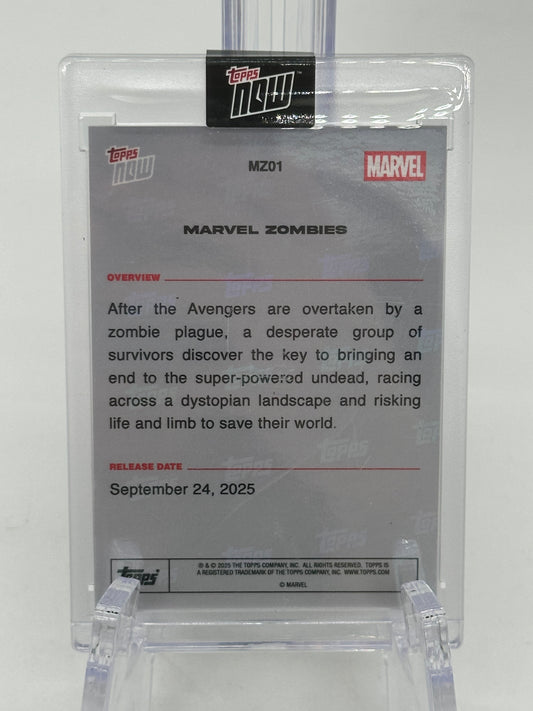 Topps NOW™
Topps NOW
MZ01
MARVEL
MARVEL ZOMBIES
OVERVIEW
After the Avengers are overtaken by a
zombie plague, a desperate group of
survivors discover the key to bringing an
end to the super-powered undead, racing
across a dystopian landscape and risking
life and limb to save their world.
RELEASE DATE
September 24, 2025
Topps
® & © 2025 THE TOPPS COMPANY, INC. ALL RIGHTS RESERVED. TOPPS IS
A REGISTERED TRADEMARK OF THE TOPPS COMPANY, INC. WWW.TOPPS.COM
© MARVEL